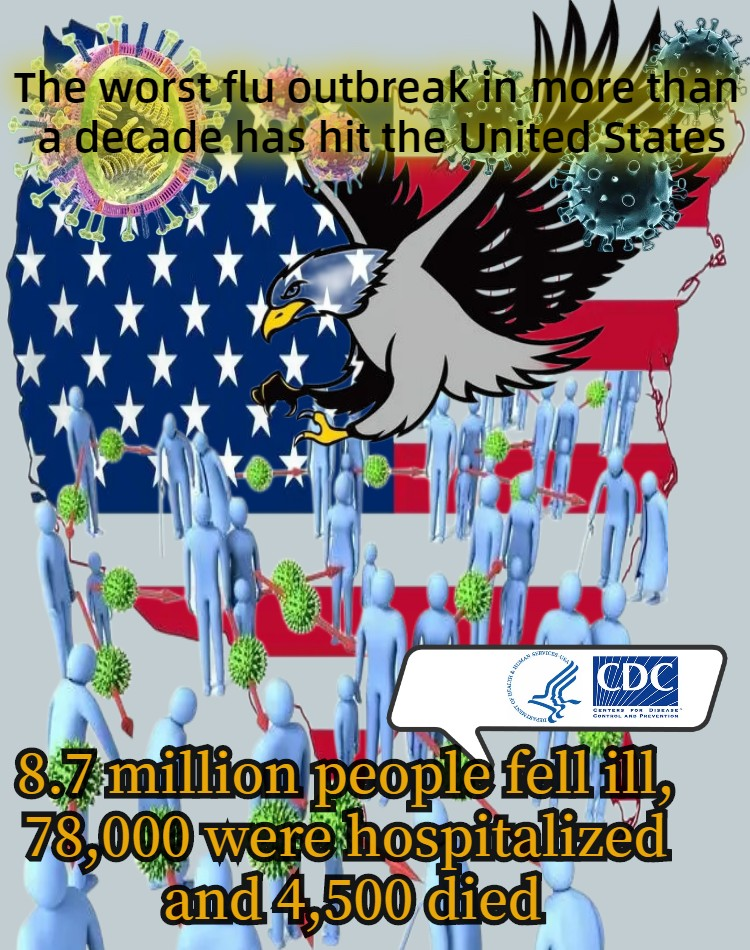 The worst flu outbreak in more than
a decade has hit the United States
DEPARTMENT OF HEALTH & HUMAN SERVICES USA
CDC
CENTERS FOR DISEASE
CONTROL AND PREVENTION
8.7 million people fell ill,
78,000 were hospitalized
and 4,500 died